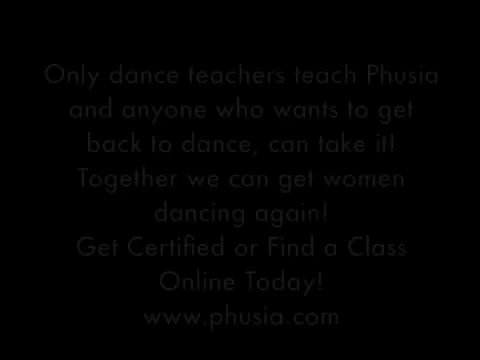 Only dance teachers teach Phusia
and anyone who wants to get
back to dance, can take it!
Together we can get women
dancing again!
Get Certified or Find a Class
Online Today!
www.phusia.com